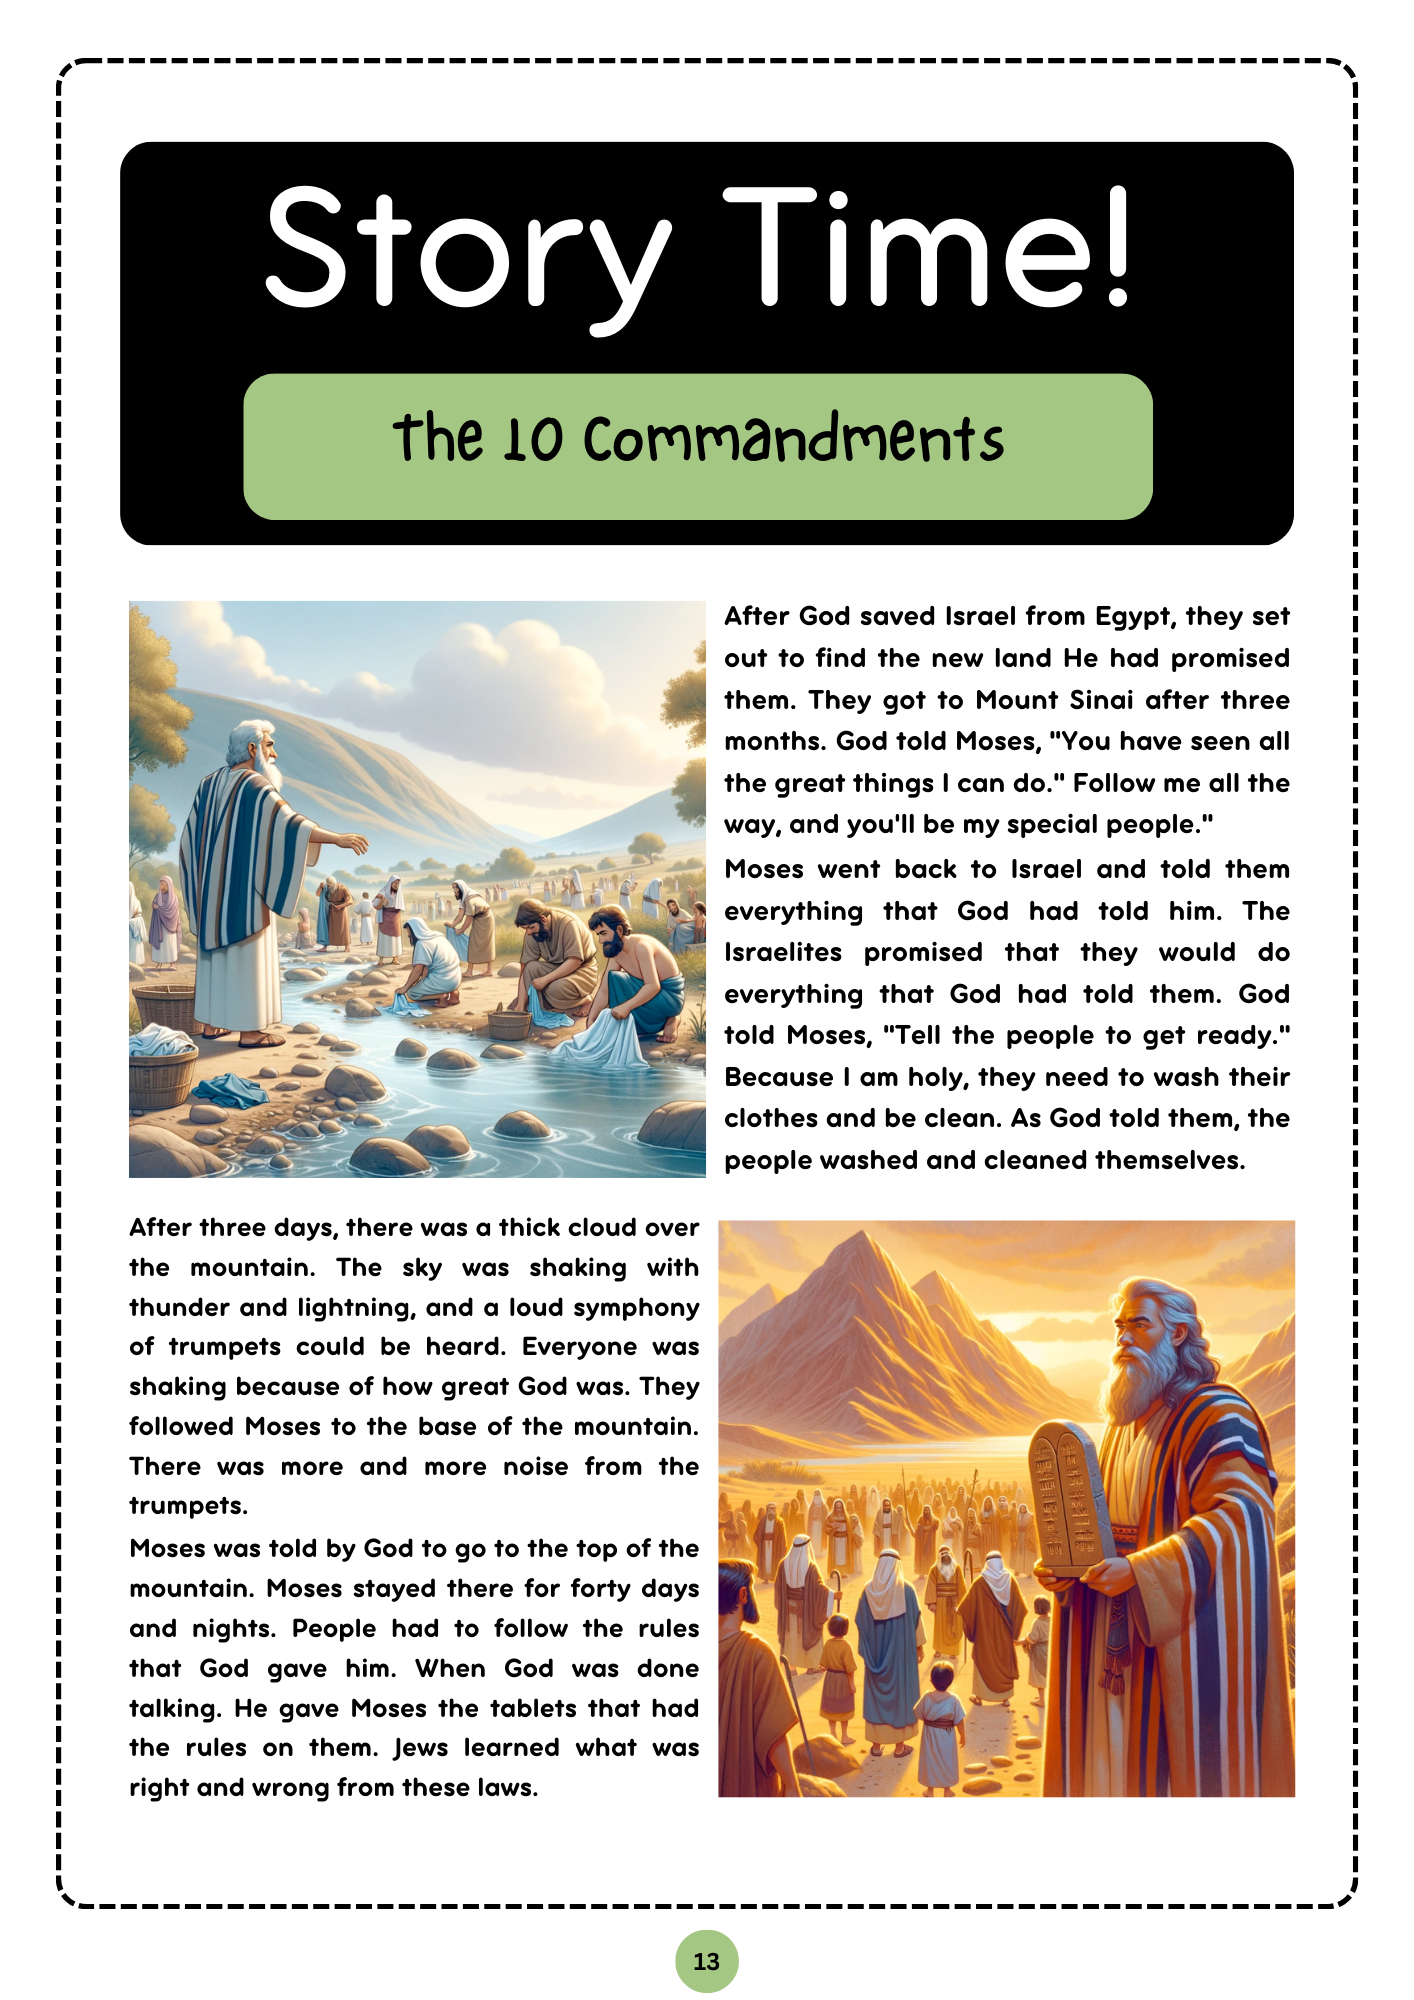 Story Time!
The 10 Commandments
After God saved Israel from Egypt, they set
out to find the new land He had promised
them. They got to Mount Sinai after three
months. God told Moses, "You have seen all
the great things I can do." Follow me all the
way, and you'll be my special people."
Moses went back to Israel and told them
everything that God had told him. The
Israelites promised that they would do
everything that God had told them. God
told Moses, "Tell the people to get ready."
Because I am holy, they need to wash their
clothes and be clean. As God told them, the
people washed and cleaned themselves.
After three days, there was a thick cloud over
the mountain. The sky was shaking with
thunder and lightning, and a loud symphony
of trumpets could be heard. Everyone was
shaking because of how great God was. They
followed Moses to the base of the mountain.
There was more and more noise from the
trumpets.
Moses was told by God to go to the top of the
mountain. Moses stayed there for forty days
and nights. People had to follow the rules
that God gave him. When God was done
talking. He gave Moses the tablets that had
the rules on them. Jews learned what was
right and wrong from these laws.
13